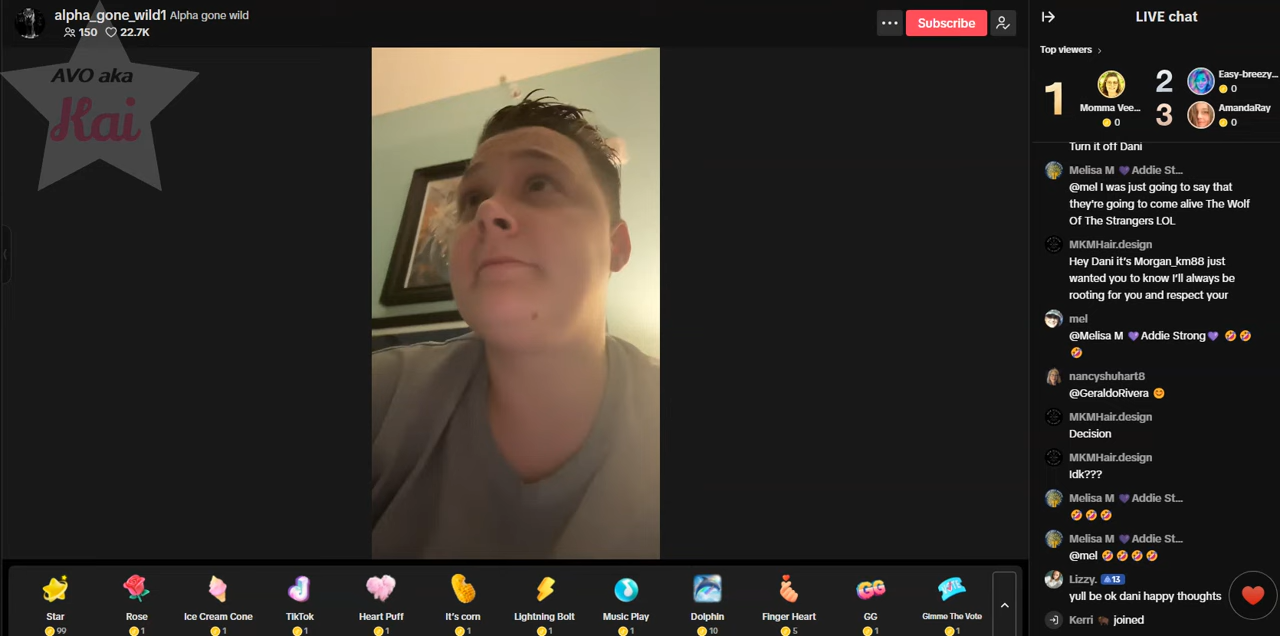 alpha_gone_wild1 Alpha gone wild
150 22.7K
Subscribe
AVO aka
Kai
LIVE chat
Top viewers
1
Momma Vee...
0
2
Easy-breezy...
0
3
AmandaRay
0
Turn it off Dani
Melisa M 💜Addie St...
@mel I was just going to say that
they're going to come alive The Wolf
Of The Strangers LOL
MKMHair.design
Hey Dani it's Morgan_km88 just
wanted you to know I'll always be
rooting for you and respect your
mel
@Melisa M 💜Addie Strong💜 🤣🤣
🤣
nancyshuhart8
@GeraldoRivera 😊
MKMHair.design
Decision
MKMHair.design
Idk???
Melisa M 💜Addie St...
🤣🤣🤣
Melisa M 💜Addie St...
@mel 🤣🤣🤣🤣
Lizzy. 13
yull be ok dani happy thoughts
Kerri 🦬 joined
Star
99
Rose
1
Ice Cream Cone
1
TikTok
1
Heart Puff
1
It's corn
1
Lightning Bolt
1
Music Play
1
Dolphin
10
Finger Heart
5
GG
1
Gimme The Vote
1